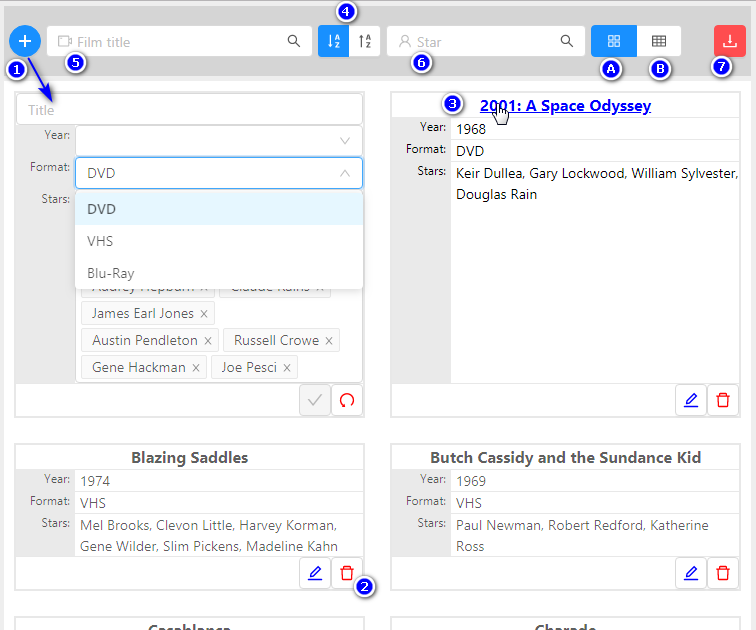 4
+ Film title Star
1 5 6 A B 7
Title
Year:
Format: DVD
Stars:
DVD
VHS
Blu-Ray
Audrey Hepburn × Claude Rains ×
James Earl Jones ×
Austin Pendleton × Russell Crowe ×
Gene Hackman × Joe Pesci ×
3 2001: A Space Odyssey
Year: 1968
Format: DVD
Stars: Keir Dullea, Gary Lockwood, William Sylvester,
Douglas Rain
Blazing Saddles
Year: 1974
Format: VHS
Stars: Mel Brooks, Clevon Little, Harvey Korman,
Gene Wilder, Slim Pickens, Madeline Kahn
2
Butch Cassidy and the Sundance Kid
Year: 1969
Format: VHS
Stars: Paul Newman, Robert Redford, Katherine
Ross
Casablanca
Charade